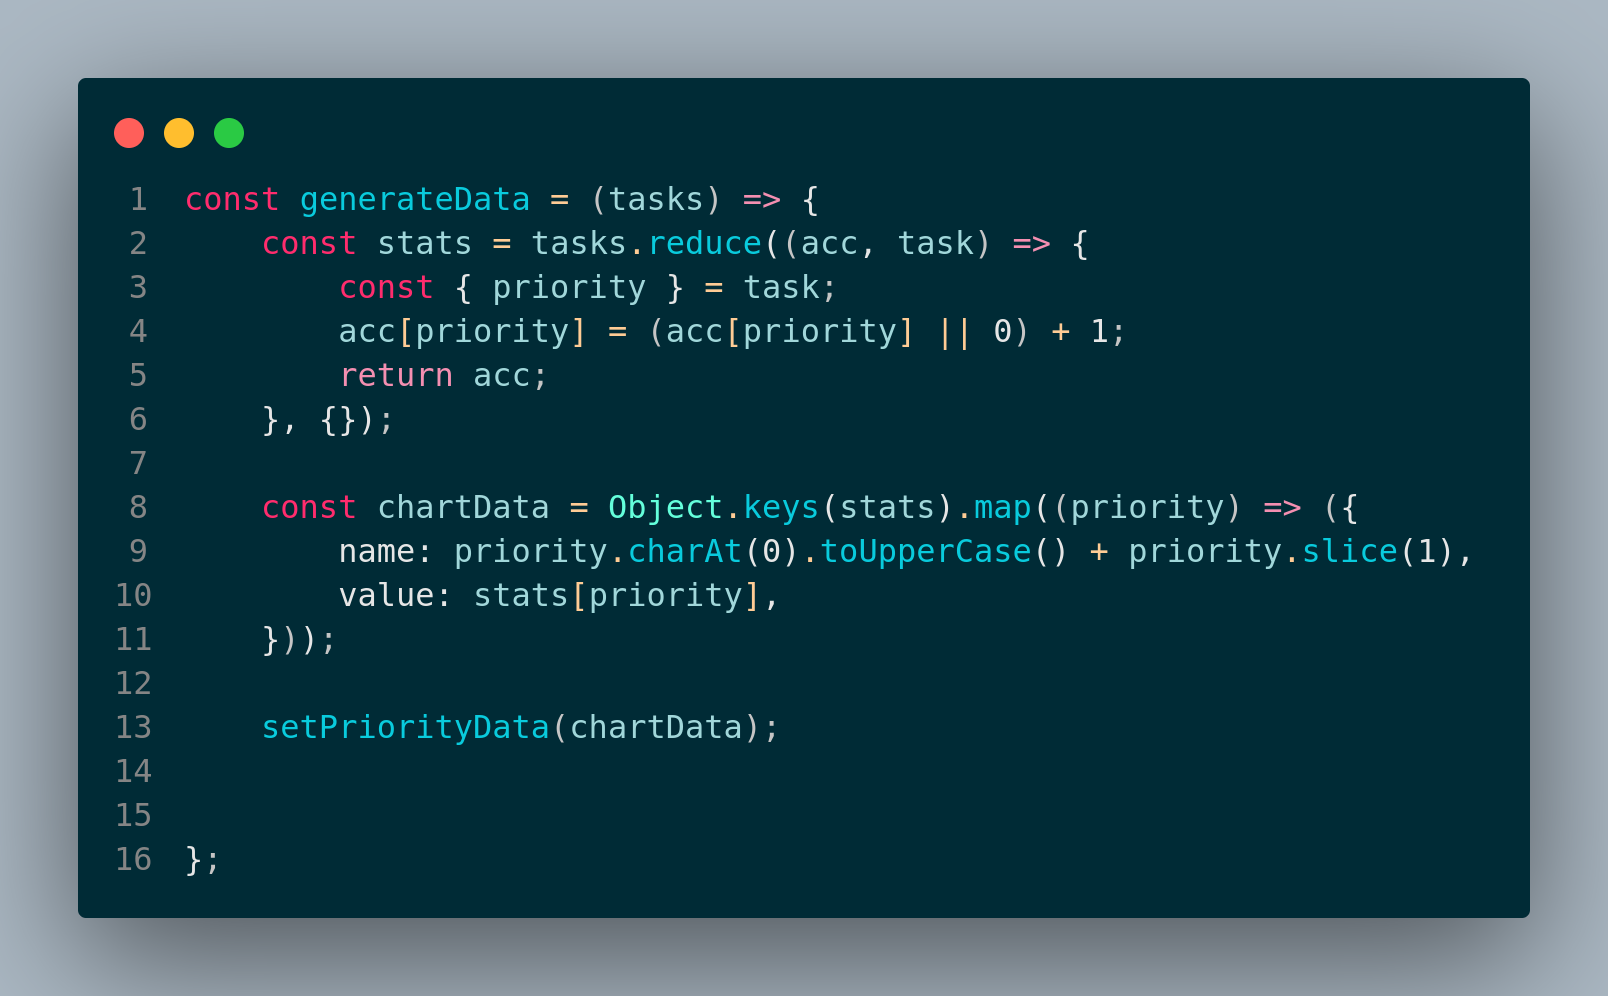 1 const generateData = (tasks) => {
2     const stats = tasks.reduce((acc, task) => {
3         const { priority } = task;
4         acc[priority] = (acc[priority] || 0) + 1;
5         return acc;
6     }, {});
7
8     const chartData = Object.keys(stats).map((priority) => ({
9         name: priority.charAt(0).toUpperCase() + priority.slice(1),
10         value: stats[priority],
11     }));
12
13     setPriorityData(chartData);
14
15
16 };